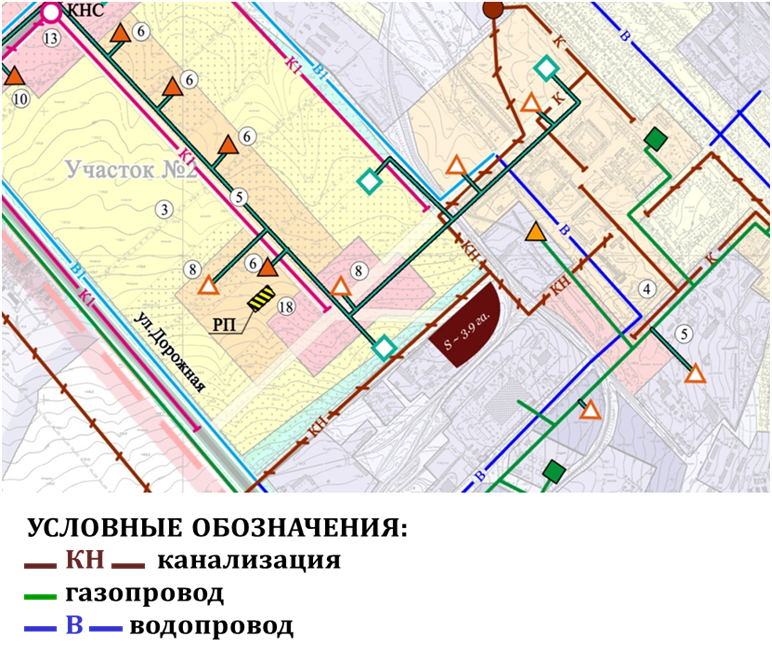 КНС
13
6
К1
В1
К
В
6
10
К
6
Участок №2
К1
5
3
В
КН
8
6
8
КН
К
В1
К1
18
4
РП
S ~ 3.9 га.
5
ул.Дорожная
КН
В
УСЛОВНЫЕ ОБОЗНАЧЕНИЯ:
КН канализация
газопровод
В водопровод